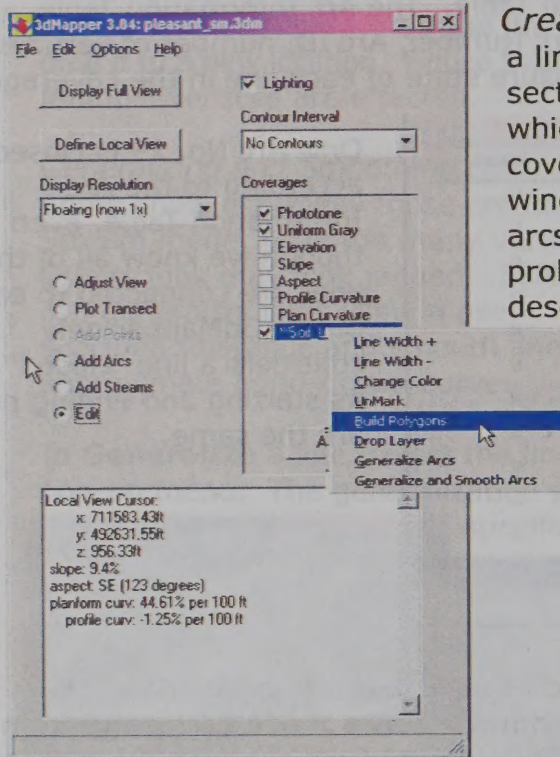 3dMapper 3.04: pleasant_sm.3dm
File Edit Options Help
Display Full View
Lighting
Contour Interval
Define Local View
No Contours
Display Resolution
Coverages
Floating (now 1x)
Phototone
Uniform Gray
Elevation
Slope
Adjust View
Aspect
Plot Transect
Profile Curvature
Add Points
Plan Curvature
Add Arcs
Add Streams
Edit
Line Width +
Line Width -
Change Color
UnMark
Build Polygons
Drop Layer
Generalize Arcs
Generalize and Smooth Arcs
Local View Cursor:
x: 711583.43ft
y: 492631.55ft
z: 956.33ft
slope: 9.4%
aspect: SE (123 degrees)
planform curv: 44.61% per 100 ft
profile curv: -1.25% per 100 ft
Crea
a lin
sect
whi
cove
wind
arcs
prob
des